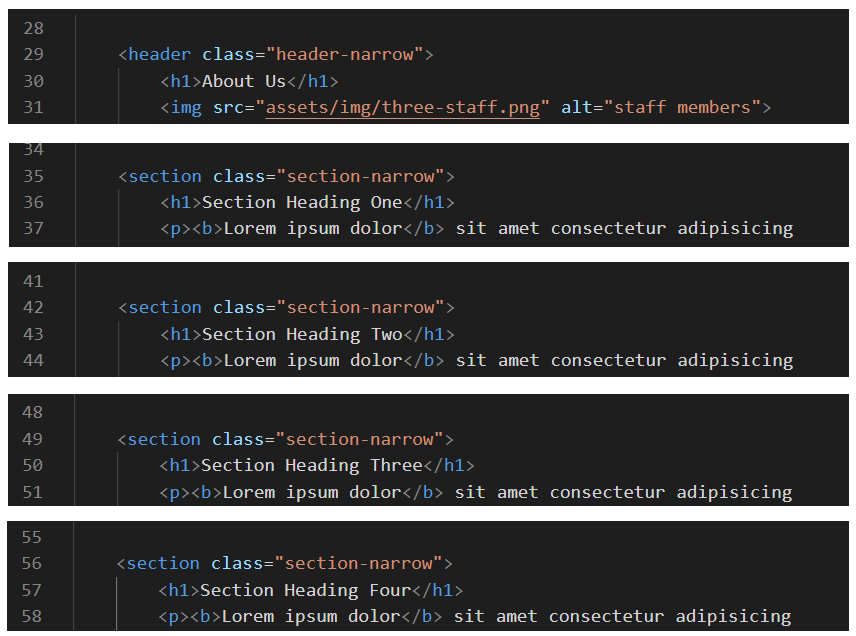 28
29 <header class="header-narrow">
30 <h1>About Us</h1>
31 <img src="assets/img/three-staff.png" alt="staff members">
34
35 <section class="section-narrow">
36 <h1>Section Heading One</h1>
37 <p><b>Lorem ipsum dolor</b> sit amet consectetur adipisicing
41
42 <section class="section-narrow">
43 <h1>Section Heading Two</h1>
44 <p><b>Lorem ipsum dolor</b> sit amet consectetur adipisicing
48
49 <section class="section-narrow">
50 <h1>Section Heading Three</h1>
51 <p><b>Lorem ipsum dolor</b> sit amet consectetur adipisicing
55
56 <section class="section-narrow">
57 <h1>Section Heading Four</h1>
58 <p><b>Lorem ipsum dolor</b> sit amet consectetur adipisicing